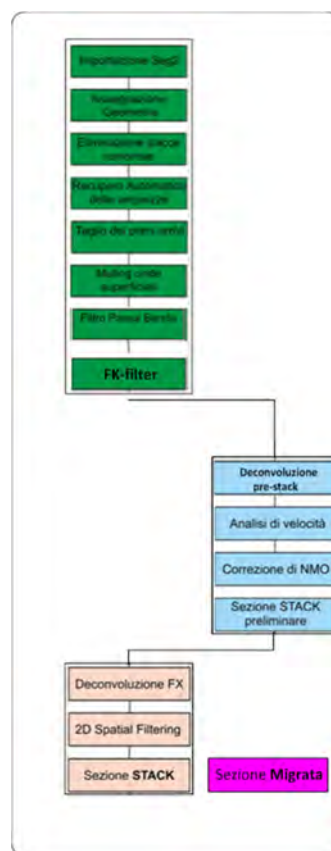 Importazione Seg2
Assegnazione
Geometria
Eliminazione tracce
rumorose
Recupero Automatico
delle ampiezze
Taglio dei primi arrivi
Muting onde
superficiali
Filtro Passa Banda
FK-filter
Deconvoluzione
pre-stack
Analisi di velocità
Correzione di NMO
Sezione STACK
preliminare
Deconvoluzione FX
2D Spatial Filtering
Sezione STACK
Sezione Migrata